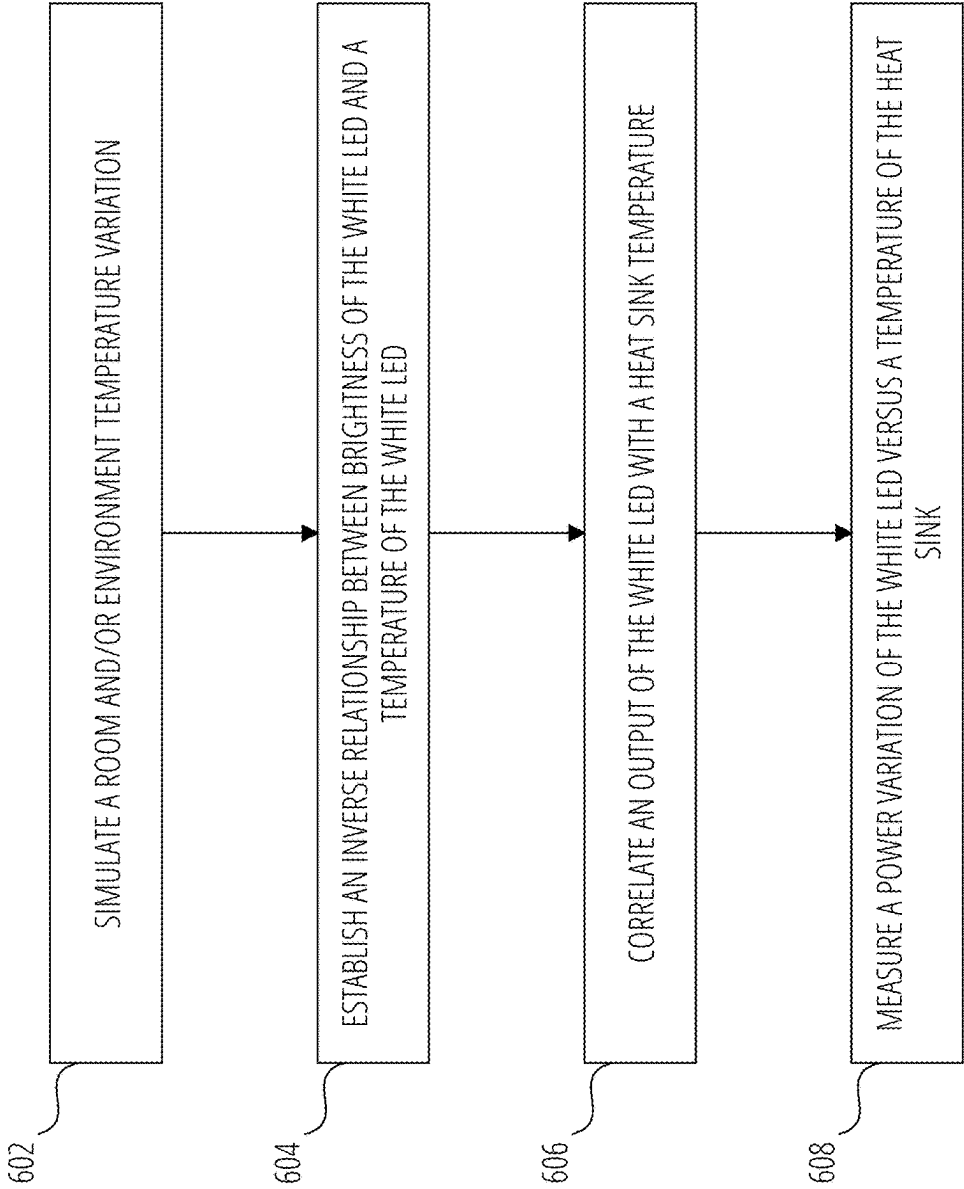 602
SIMULATE A ROOM AND/OR ENVIRONMENT TEMPERATURE VARIATION
604
ESTABLISH AN INVERSE RELATIONSHIP BETWEEN BRIGHTNESS OF THE WHITE LED AND A
TEMPERATURE OF THE WHITE LED
606
CORRELATE AN OUTPUT OF THE WHITE LED WITH A HEAT SINK TEMPERATURE
608
MEASURE A POWER VARIATION OF THE WHITE LED VERSUS A TEMPERATURE OF THE HEAT
SINK